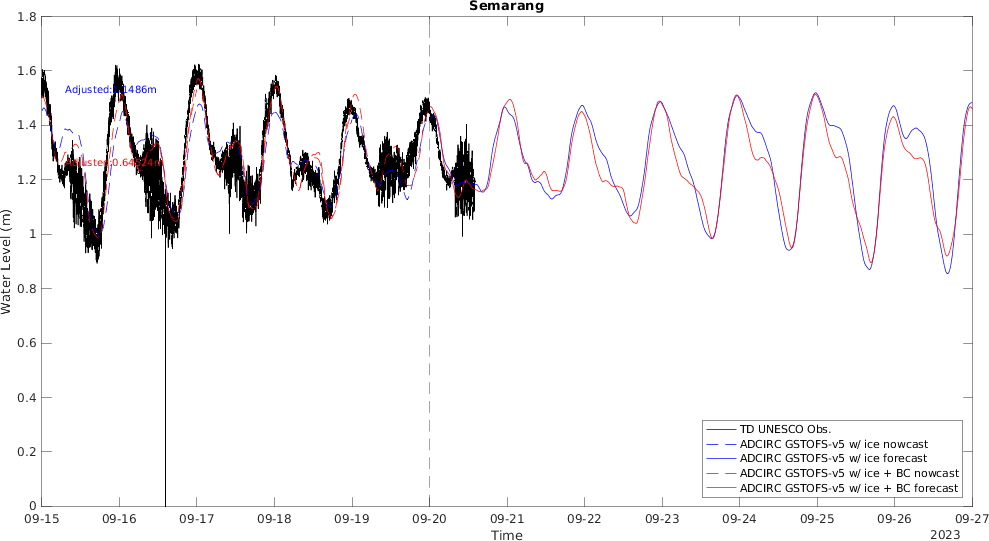 Semarang
1.8
1.6
1.4
1.2
1
0.8
0.6
0.4
0.2
0
Water Level (m)
TD UNESCO Obs.
ADCIRC GSTOFS-v5 w/ ice nowcast
ADCIRC GSTOFS-v5 w/ ice forecast
ADCIRC GSTOFS-v5 w/ ice + BC nowcast
ADCIRC GSTOFS-v5 w/ ice + BC forecast
09-15 09-16 09-17 09-18 09-19 09-20 09-21 09-22 09-23 09-24 09-25 09-26 09-27
Time
2023